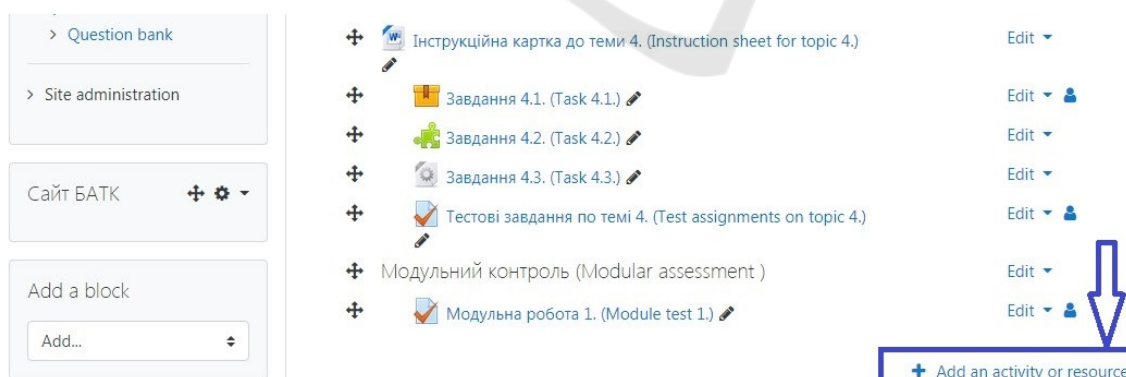 > Question bank
> Site administration
Сайт БАТК
Add a block
Add...
Інструкційна картка до теми 4. (Instruction sheet for topic 4.)
Edit
Завдання 4.1. (Task 4.1.)
Edit
Завдання 4.2. (Task 4.2.)
Edit
Завдання 4.3. (Task 4.3.)
Edit
Тестові завдання по темі 4. (Test assignments on topic 4.)
Edit
Модульний контроль (Modular assessment )
Edit
Модульна робота 1. (Module test 1.)
Edit
+ Add an activity or resource